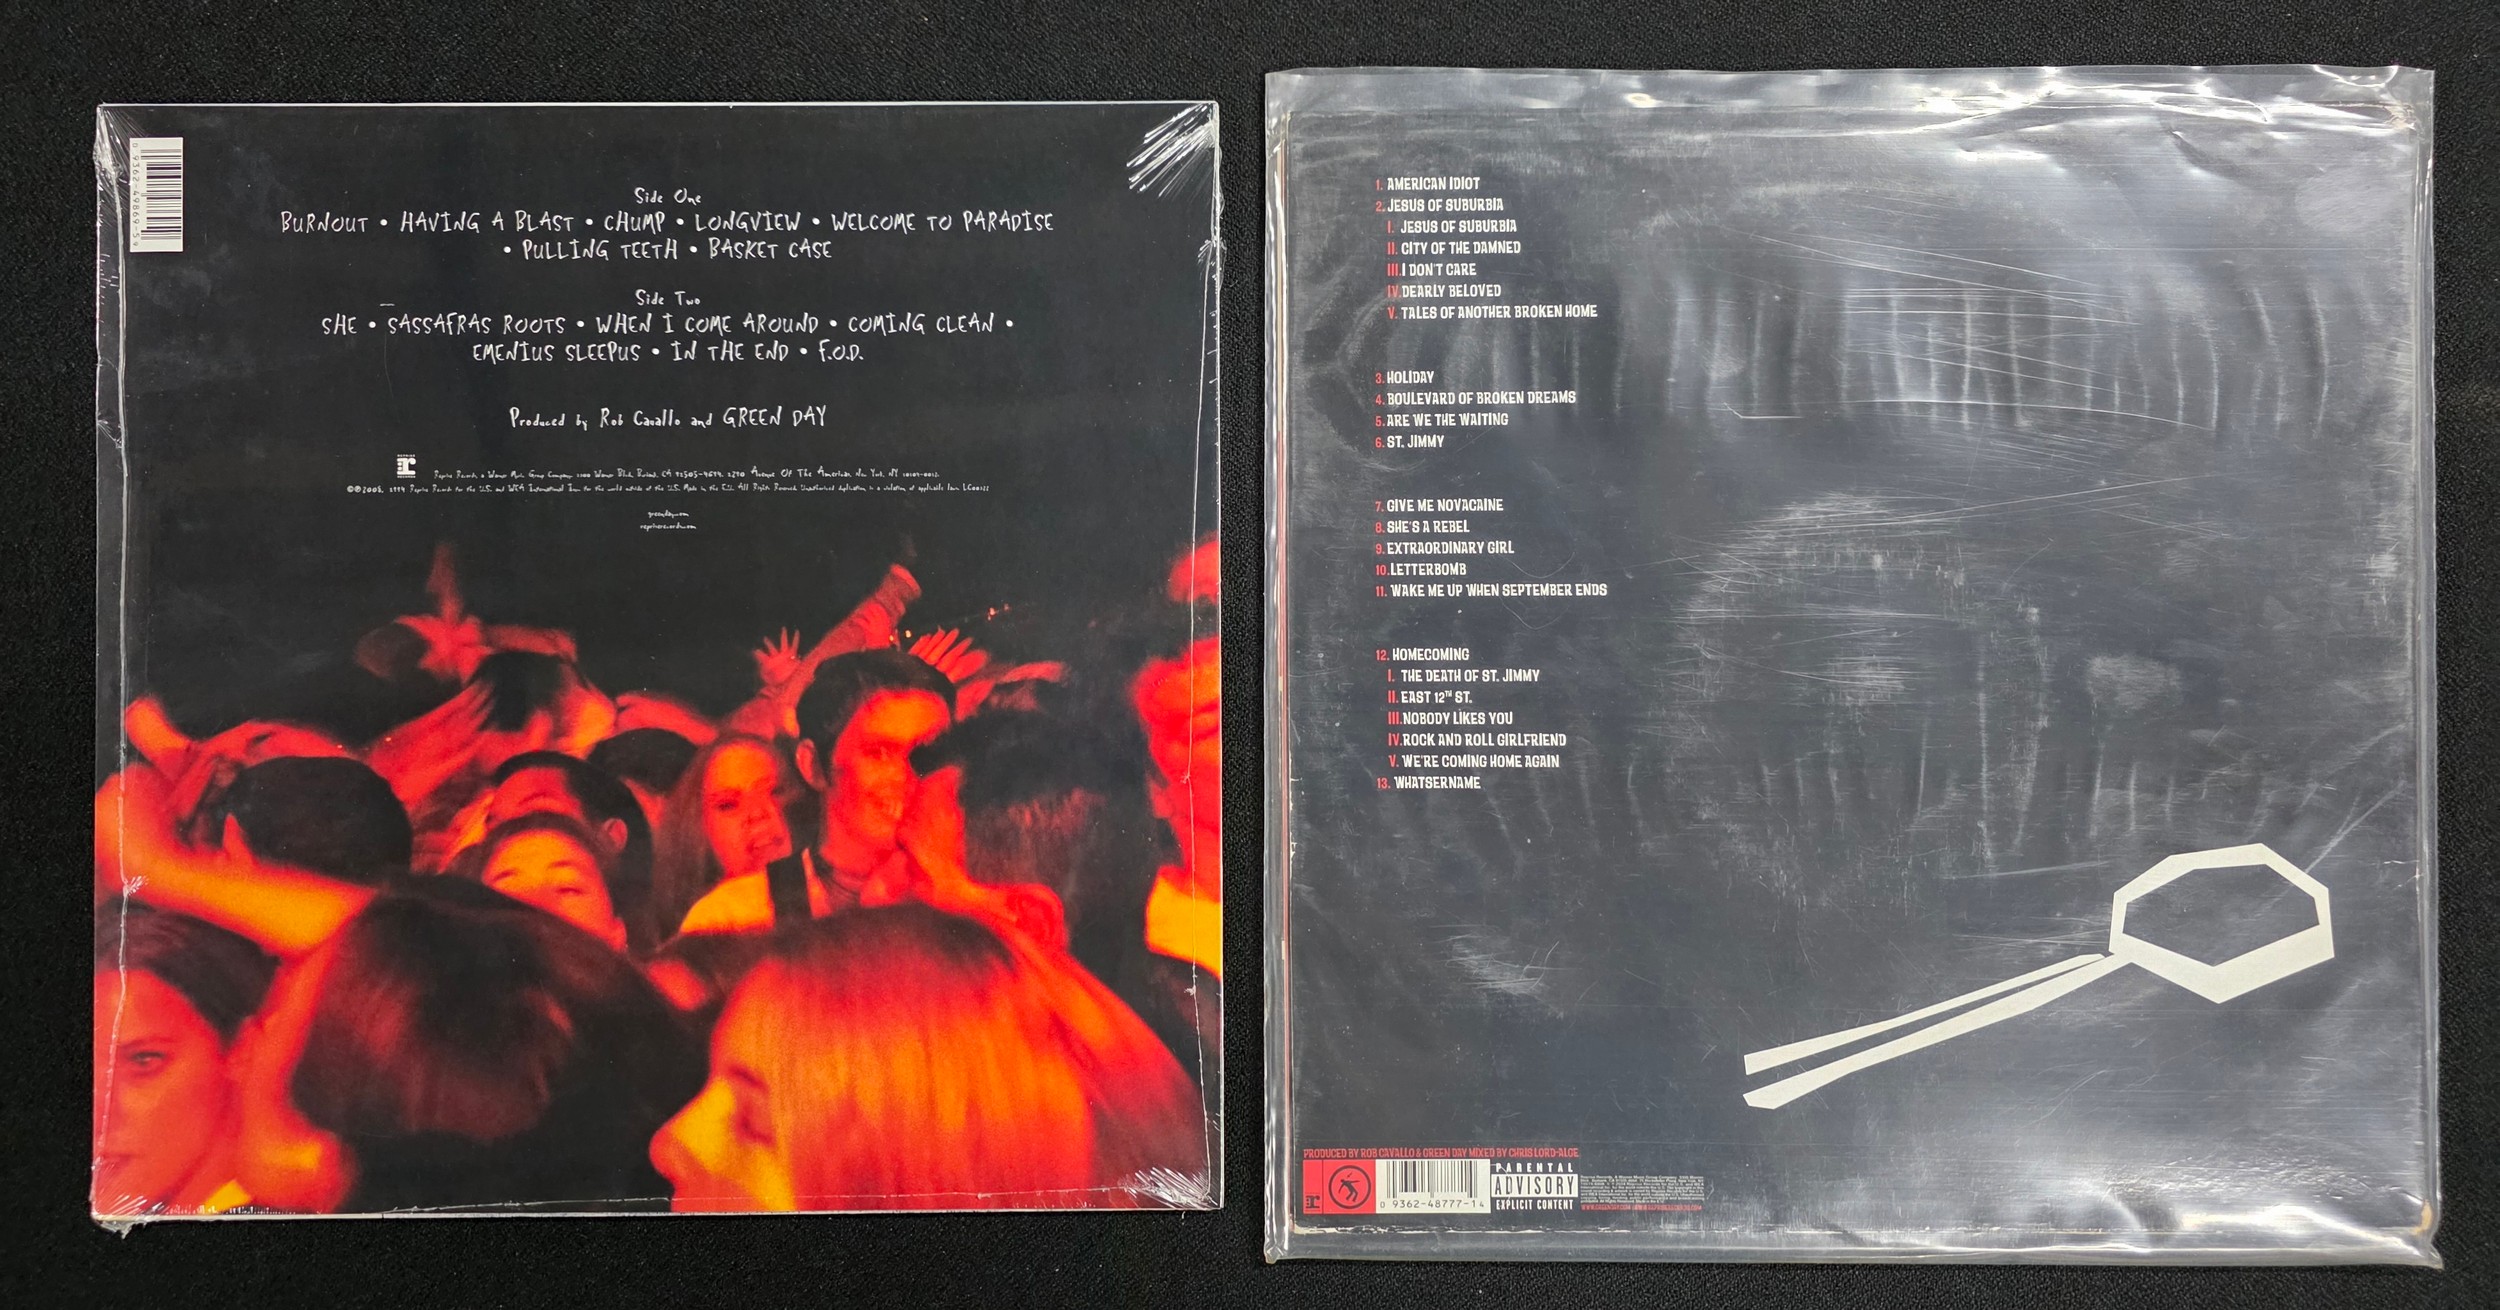 Side One
BURNOUT • HAVING A BLAST • CHUMP • LONGVIEW • WELCOME TO PARADISE
• PULLING TEETH • BASKET CASE
Side Two
SHE • SASSAFRAS ROOTS • WHEN I COME AROUND • COMING CLEAN •
EMENIUS SLEEPUS • IN THE END • F.O.D.
Produced by Rob Cavallo and GREEN DAY
1. AMERICAN IDIOT
2. JESUS OF SUBURBIA
I. JESUS OF SUBURBIA
II. CITY OF THE DAMNED
III. I DON'T CARE
IV. DEARLY BELOVED
V. TALES OF ANOTHER BROKEN HOME
3. HOLIDAY
4. BOULEVARD OF BROKEN DREAMS
5. ARE WE THE WAITING
6. ST. JIMMY
7. GIVE ME NOVACAINE
8. SHE'S A REBEL
9. EXTRAORDINARY GIRL
10. LETTERBOMB
11. WAKE ME UP WHEN SEPTEMBER ENDS
12. HOMECOMING
I. THE DEATH OF ST. JIMMY
II. EAST 12TH ST.
III. NOBODY LIKES YOU
IV. ROCK AND ROLL GIRLFRIEND
V. WE'RE COMING HOME AGAIN
13. WHATSERNAME
PRODUCED BY ROB CAVALLO & GREEN DAY MIXED BY CHRIS LORD-ALGE.
0 9362-48777-1 4
PARENTAL
ADVISORY
EXPLICIT CONTENT